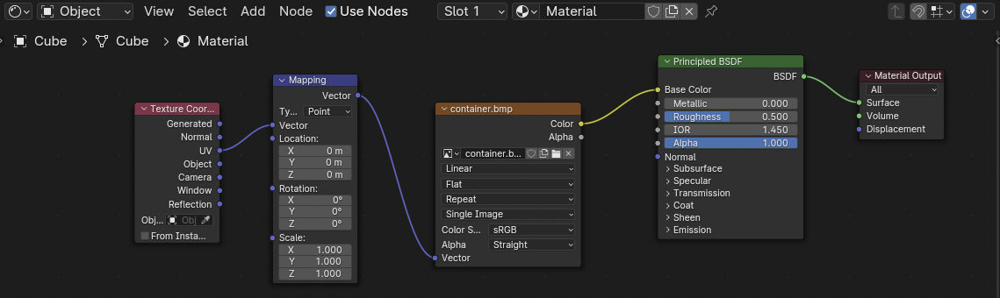 Object View Select Add Node Use Nodes Slot 1 Material
Cube Cube Material
Texture Coor...
Generated
Normal
UV
Object
Camera
Window
Reflection
Obj... Obj
From Insta...
Mapping
Vector
Ty... Point
Vector
Location:
X 0 m
Y 0 m
Z 0 m
Rotation:
X 0°
Y 0°
Z 0°
Scale:
X 1.000
Y 1.000
Z 1.000
container.bmp
Color
Alpha
container.b...
Linear
Flat
Repeat
Single Image
Color S... sRGB
Alpha Straight
Vector
Principled BSDF
BSDF
Base Color
Metallic 0.000
Roughness 0.500
IOR 1.450
Alpha 1.000
Normal
Subsurface
Specular
Transmission
Coat
Sheen
Emission
Material Output
All
Surface
Volume
Displacement